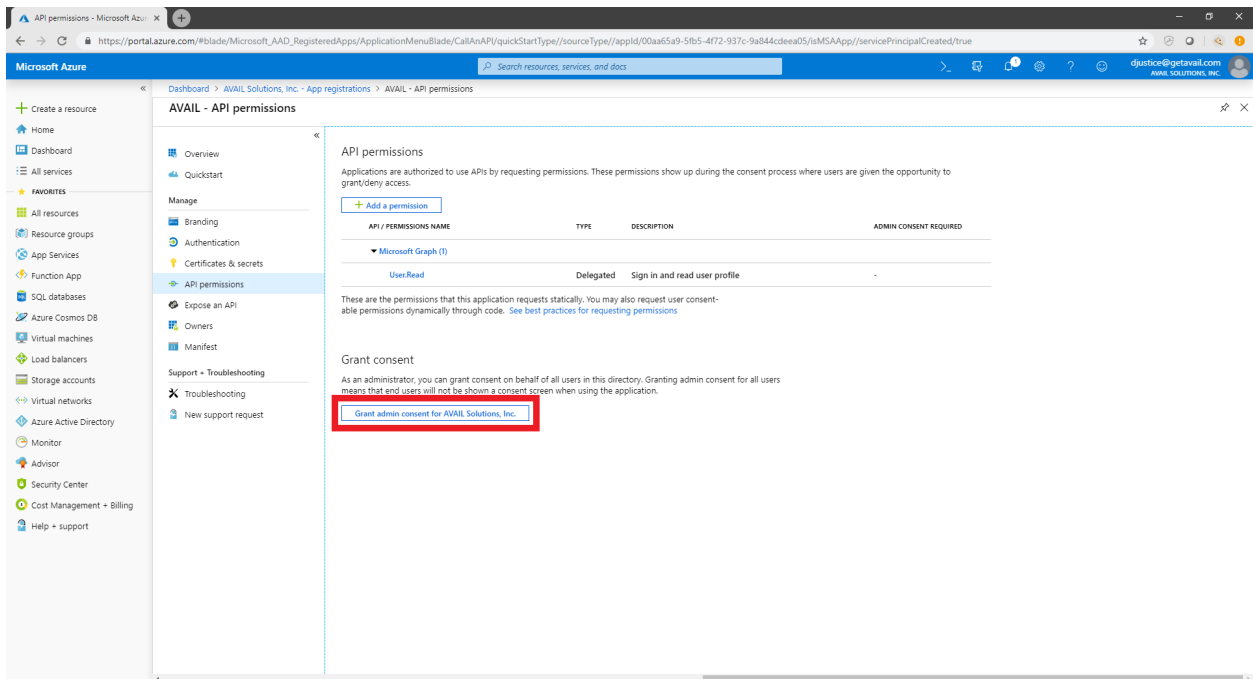 API permissions - Microsoft Azur
https://portal.azure.com/#blade/Microsoft_AAD_RegisteredApps/ApplicationMenuBlade/CallAnAPI/quickStartType//sourceType//appId/00aa65a9-5fb5-4f72-937c-9a844cdeea05/isMSAApp//servicePrincipalCreated/true
Microsoft Azure
Search resources, services, and docs
1
djustice@getavail.com
AVAIL SOLUTIONS, INC.
Create a resource
Home
Dashboard
All services
FAVORITES
All resources
Resource groups
App Services
Function App
SQL databases
Azure Cosmos DB
Virtual machines
Load balancers
Storage accounts
Virtual networks
Azure Active Directory
Monitor
Advisor
Security Center
Cost Management + Billing
Help + support
Dashboard > AVAIL Solutions, Inc. - App registrations > AVAIL - API permissions
AVAIL - API permissions
Overview
Quickstart
Manage
Branding
Authentication
Certificates & secrets
API permissions
Expose an API
Owners
Manifest
Support + Troubleshooting
Troubleshooting
New support request
API permissions
Applications are authorized to use APIs by requesting permissions. These permissions show up during the consent process where users are given the opportunity to
grant/deny access.
+ Add a permission
API / PERMISSIONS NAME TYPE DESCRIPTION ADMIN CONSENT REQUIRED
Microsoft Graph (1)
User.Read Delegated Sign in and read user profile -
These are the permissions that this application requests statically. You may also request user consent-
able permissions dynamically through code. See best practices for requesting permissions
Grant consent
As an administrator, you can grant consent on behalf of all users in this directory. Granting admin consent for all users
means that end users will not be shown a consent screen when using the application.
Grant admin consent for AVAIL Solutions, Inc.